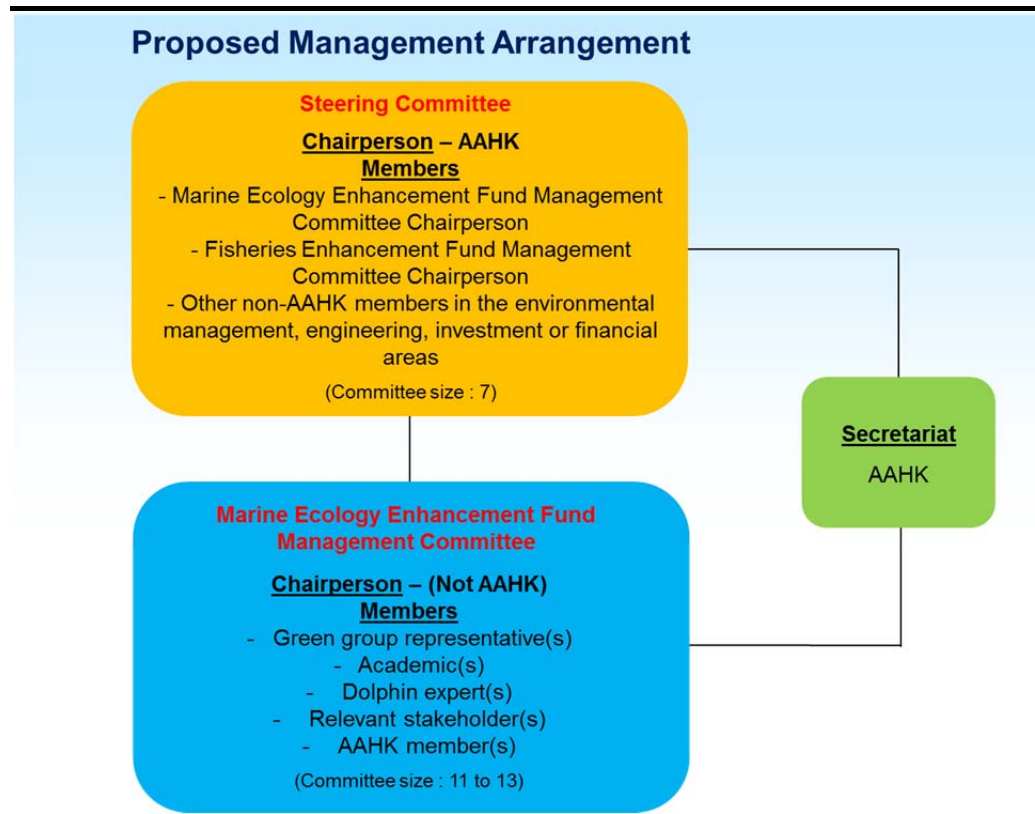 Proposed Management Arrangement
Steering Committee
Chairperson – AAHK
Members
- Marine Ecology Enhancement Fund Management
Committee Chairperson
- Fisheries Enhancement Fund Management
Committee Chairperson
- Other non-AAHK members in the environmental
management, engineering, investment or financial
areas
(Committee size : 7)
Secretariat
AAHK
Marine Ecology Enhancement Fund
Management Committee
Chairperson – (Not AAHK)
Members
- Green group representative(s)
- Academic(s)
- Dolphin expert(s)
- Relevant stakeholder(s)
- AAHK member(s)
(Committee size : 11 to 13)